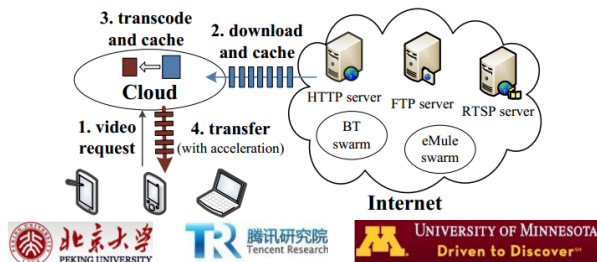 3. transcode
and cache
2. download
and cache
Cloud
HTTP server
FTP server
RTSP server
BT
swarm
eMule
swarm
1. video
request
4. transfer
(with acceleration)
Internet
北京大学
PEKING UNIVERSITY
TR
腾讯研究院
Tencent Research
M.
UNIVERSITY OF MINNESOTA
Driven to Discover℠